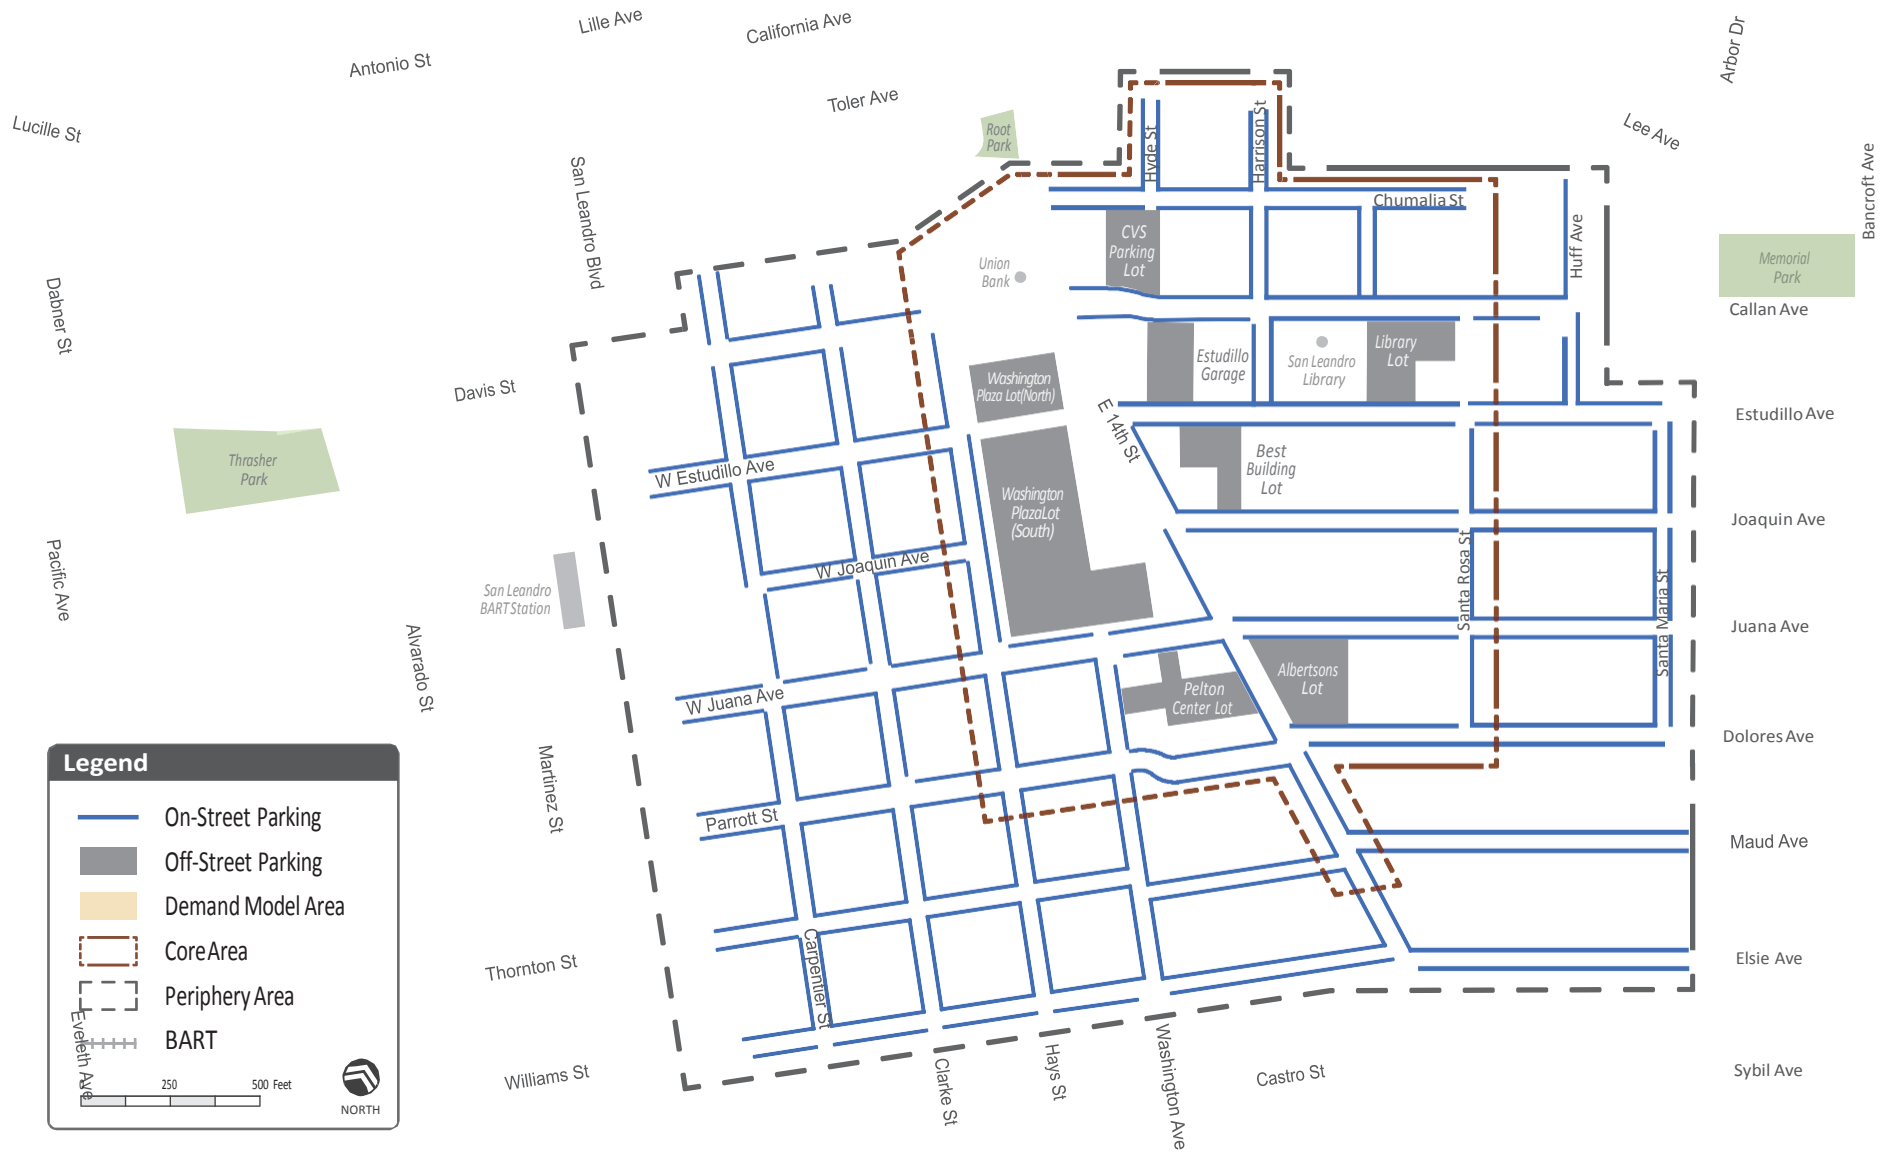 Lille Ave
California Ave
Arbor Dr
Antonio St
Toler Ave
Lucille St
Root
Park
Lee Ave
Hyde St
Harrison St
Bancroft Ave
San Leandro Blvd
Chumalia St
Huff Ave
CVS
Parking
Lot
Union
Bank
Memorial
Park
Dabner St
Callan Ave
Estudillo
Garage
San Leandro
Library
Library
Lot
Davis St
Washington
Plaza Lot(North)
E 14th St
Estudillo Ave
Thrasher
Park
W Estudillo Ave
Best
Building
Lot
Washington
PlazaLot
(South)
Joaquin Ave
Pacific Ave
W Joaquin Ave
San Leandro
BART Station
Santa Rosa St
Santa Maria St
Juana Ave
Alvarado St
W Juana Ave
Pelton
Center Lot
Albertsons
Lot
Dolores Ave
Martinez St
Parrott St
Maud Ave
Legend
On-Street Parking
Off-Street Parking
Demand Model Area
Core Area
Periphery Area
BART
Eveleth Ave
250
500 Feet
NORTH
Thornton St
Carpentier St
Elsie Ave
Williams St
Clarke St
Hays St
Washington Ave
Castro St
Sybil Ave